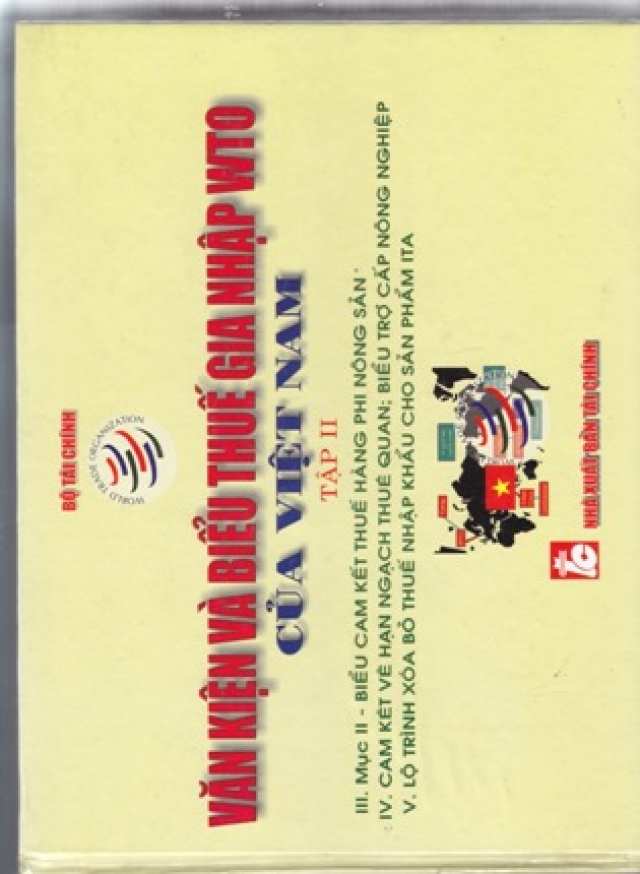 BỘ TÀI CHÍNH
WORLD TRADE ORGANIZATION
VĂN KIỆN VÀ BIỂU THUẾ GIA NHẬP WTO
CỦA VIỆT NAM
TẬP II
III. Mục II - BIỂU CAM KẾT THUẾ HÀNG PHI NÔNG SẢN
IV. CAM KẾT VỀ HẠN NGẠCH THUẾ QUAN; BIỂU TRỢ CẤP NÔNG NGHIỆP
V. LỘ TRÌNH XÓA BỎ THUẾ NHẬP KHẨU CHO SẢN PHẨM ITA
NHÀ XUẤT BẢN TÀI CHÍNH